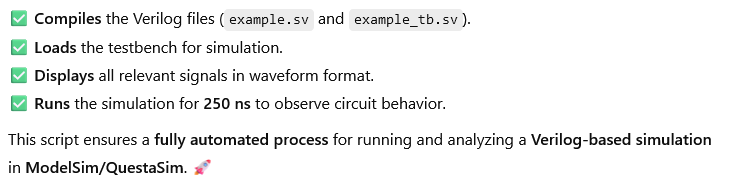 ✅ Compiles the Verilog files (example.sv and example_tb.sv).
✅ Loads the testbench for simulation.
✅ Displays all relevant signals in waveform format.
✅ Runs the simulation for 250 ns to observe circuit behavior.
This script ensures a fully automated process for running and analyzing a Verilog-based simulation
in ModelSim/QuestaSim. 🚀